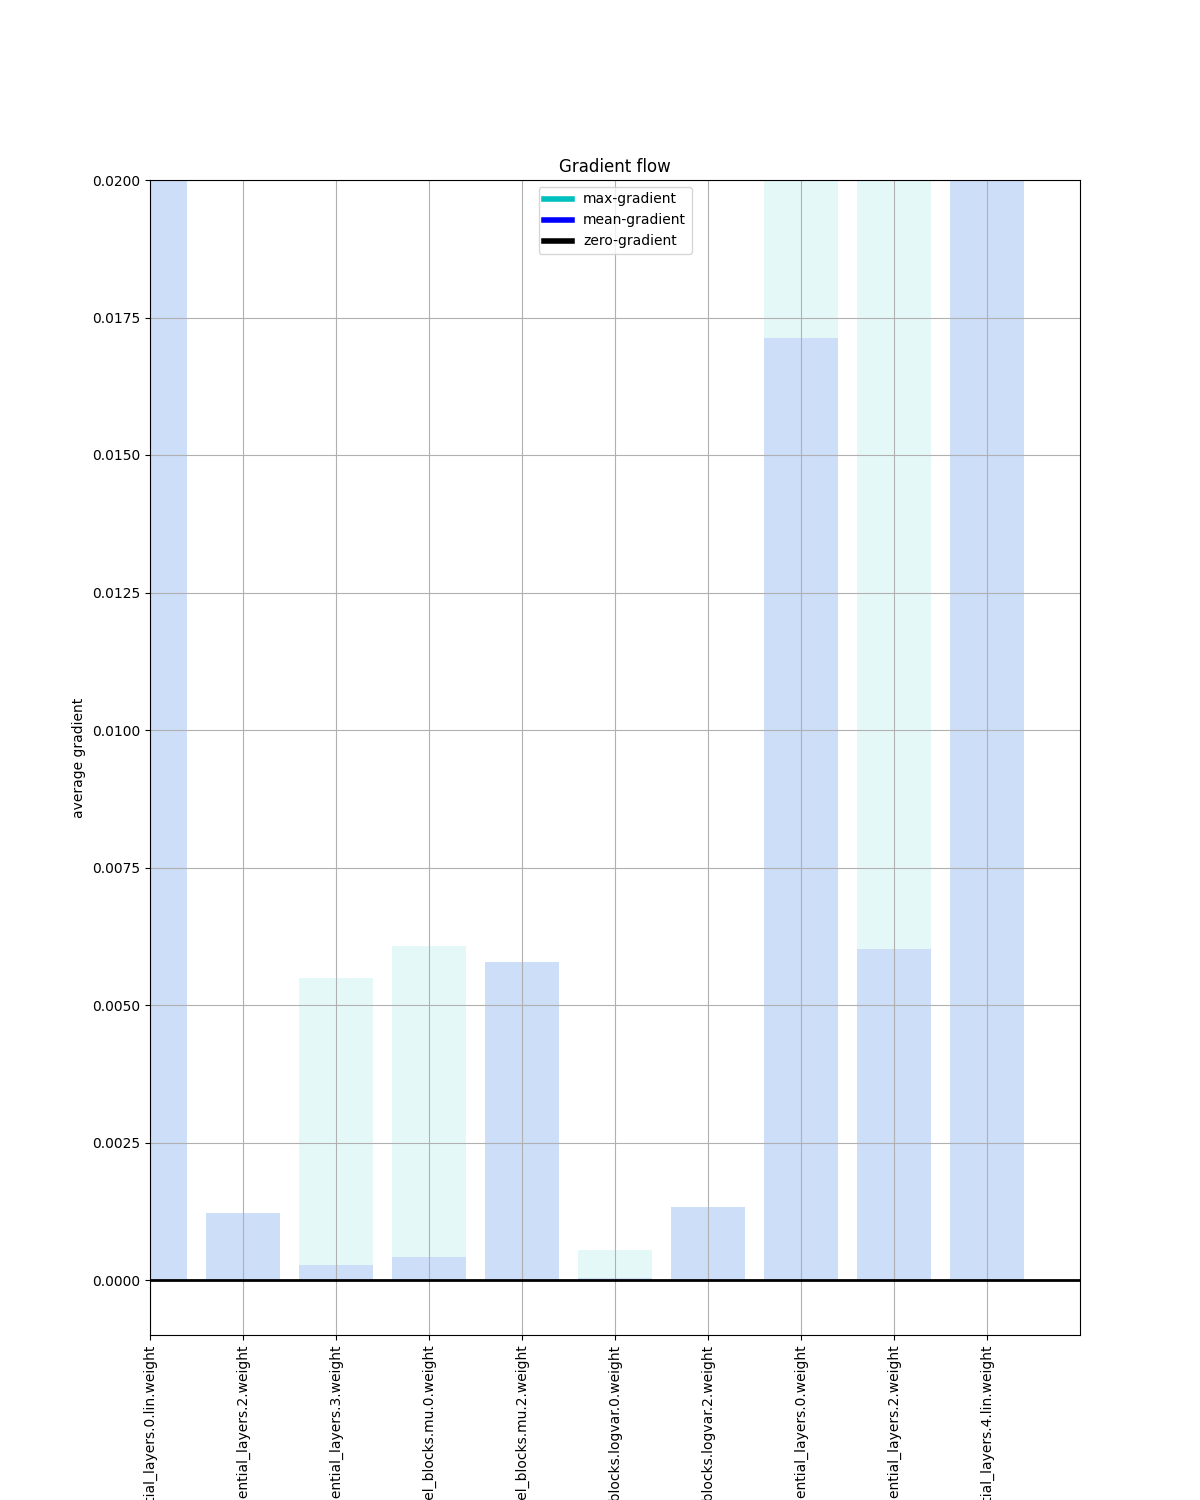 Gradient flow
max-gradient
mean-gradient
zero-gradient
0.0200
0.0175
0.0150
0.0125
0.0100
0.0075
0.0050
0.0025
0.0000
average gradient
tial_layers.0.lin.weight
ential_layers.2.weight
ential_layers.3.weight
el_blocks.mu.0.weight
el_blocks.mu.2.weight
blocks.logvar.0.weight
blocks.logvar.2.weight
ential_layers.0.weight
ential_layers.2.weight
tial_layers.4.lin.weight